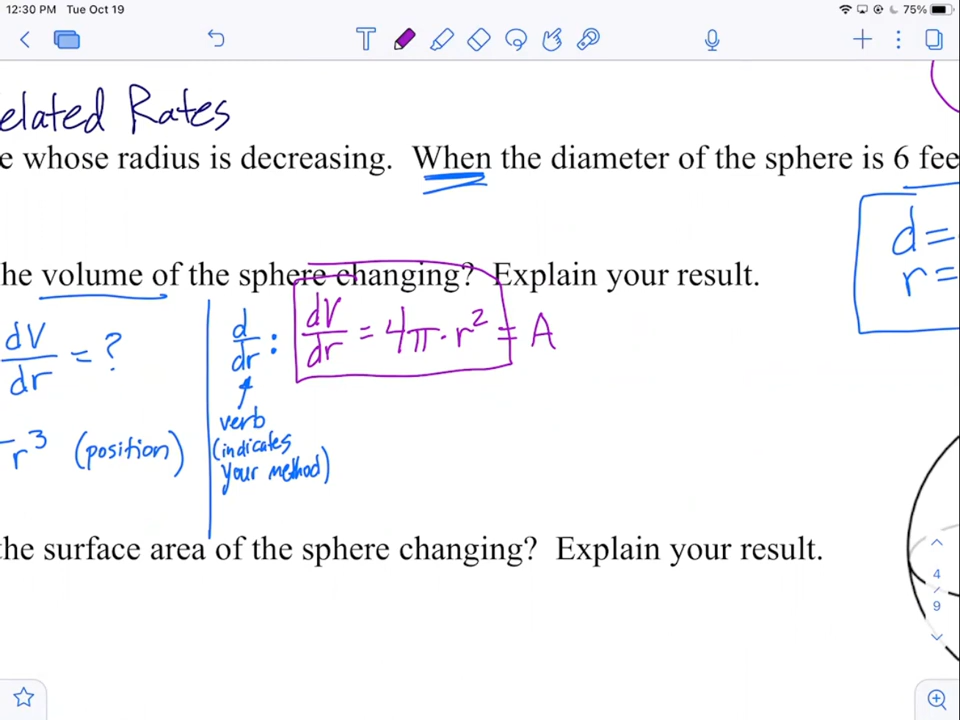 12:30 PM Tue Oct 19
75%
T
elated Rates
e whose radius is decreasing. When the diameter of the sphere is 6 fee
d=
r=
he volume of the sphere changing? Explain your result.
dV/dr = ?
d/dr : dV/dr = 4π·r² = A
verb
(indicates
your method)
r³ (position)
the surface area of the sphere changing? Explain your result.
4
/
9